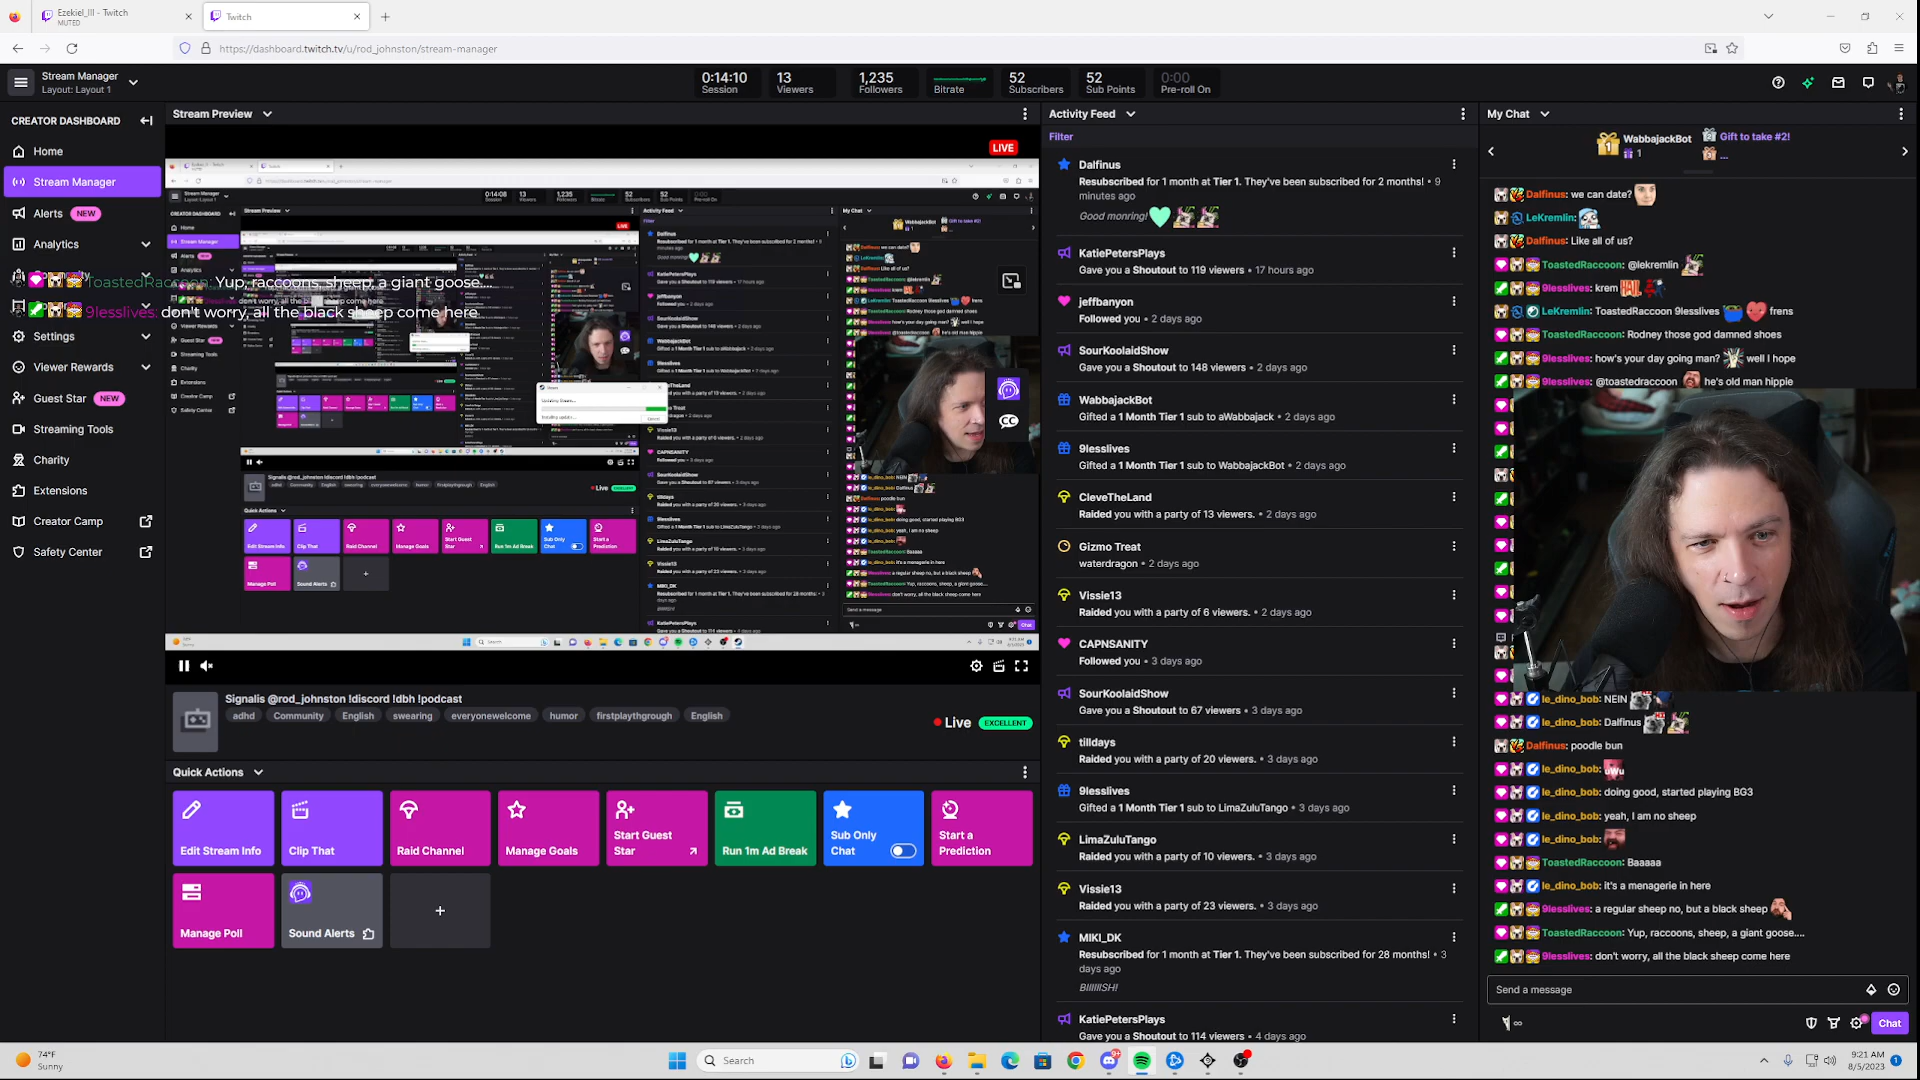 Ezekiel_III - Twitch
MUTED
Twitch
https://dashboard.twitch.tv/u/rod_johnston/stream-manager
Stream Manager
Layout: Layout 1
0:14:10
Session
13
Viewers
1,235
Followers
Bitrate
52
Subscribers
52
Sub Points
0:00
Pre-roll On
CREATOR DASHBOARD
Home
Stream Manager
Alerts NEW
Analytics
ToastedRaccoon: Yup, raccoons, sheep, a giant goose....
9lesslives: don't worry, all the black sheep come here
Settings
Viewer Rewards
Guest Star NEW
Streaming Tools
Charity
Extensions
Creator Camp
Safety Center
Stream Preview
LIVE
Signalis @rod_johnston !discord !dbh !podcast
adhd Community English swearing everyonewelcome humor firstplaythgrough English
Live EXCELLENT
Quick Actions
Edit Stream Info
Clip That
Raid Channel
Manage Goals
Start Guest Star
Run 1m Ad Break
Sub Only Chat
Start a Prediction
Manage Poll
Sound Alerts
Activity Feed
Filter
Dalfinus
Resubscribed for 1 month at Tier 1. They've been subscribed for 2 months! • 9
minutes ago
Good monring!
KatiePetersPlays
Gave you a Shoutout to 119 viewers • 17 hours ago
jeffbanyon
Followed you • 2 days ago
SourKoolaidShow
Gave you a Shoutout to 148 viewers • 2 days ago
WabbajackBot
Gifted a 1 Month Tier 1 sub to aWabbajack • 2 days ago
9lesslives
Gifted a 1 Month Tier 1 sub to WabbajackBot • 2 days ago
CleveTheLand
Raided you with a party of 13 viewers. • 2 days ago
Gizmo Treat
waterdragon • 2 days ago
Vissie13
Raided you with a party of 6 viewers. • 2 days ago
CAPNSANITY
Followed you • 3 days ago
SourKoolaidShow
Gave you a Shoutout to 67 viewers • 3 days ago
tilldays
Raided you with a party of 20 viewers. • 3 days ago
9lesslives
Gifted a 1 Month Tier 1 sub to LimaZuluTango • 3 days ago
LimaZuluTango
Raided you with a party of 10 viewers. • 3 days ago
Vissie13
Raided you with a party of 23 viewers. • 3 days ago
MIKI_DK
Resubscribed for 1 month at Tier 1. They've been subscribed for 28 months! • 3
days ago
BIIIIIISH!
KatiePetersPlays
Gave you a Shoutout to 114 viewers • 4 days ago
My Chat
WabbajackBot
1
Gift to take #2!
...
Dalfinus: we can date?
LeKremlin:
Dalfinus: Like all of us?
ToastedRaccoon: @lekremlin
9lesslives: krem
LeKremlin: ToastedRaccoon 9lesslives frens
ToastedRaccoon: Rodney those god damned shoes
9lesslives: how's your day going man? well I hope
9lesslives: @toastedraccoon he's old man hippie
le_dino_bob: NEIN
le_dino_bob: Dalfinus
Dalfinus: poodle bun
le_dino_bob:
le_dino_bob: doing good, started playing BG3
le_dino_bob: yeah, I am no sheep
le_dino_bob:
ToastedRaccoon: Baaaaa
le_dino_bob: it's a menagerie in here
9lesslives: a regular sheep no, but a black sheep
ToastedRaccoon: Yup, raccoons, sheep, a giant goose....
9lesslives: don't worry, all the black sheep come here
Send a message
Chat
74°F
Sunny
Search
9:21 AM
8/5/2023